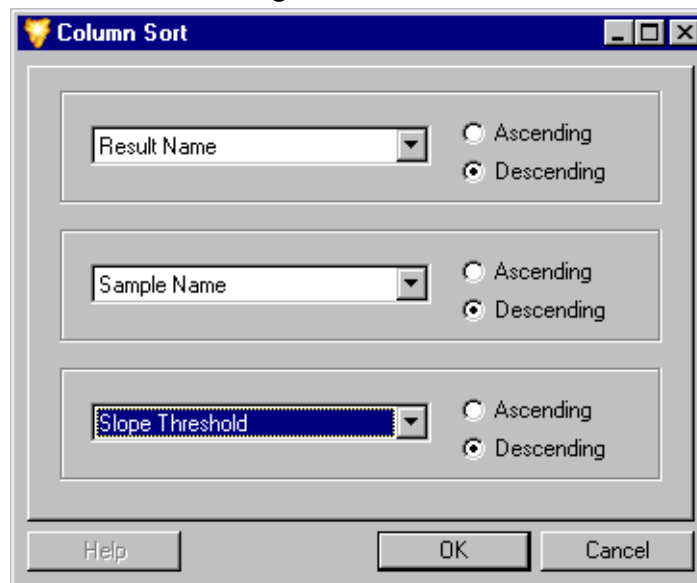 Column Sort
Result Name
Ascending
Descending
Sample Name
Ascending
Descending
Slope Threshold
Ascending
Descending
Help
OK
Cancel